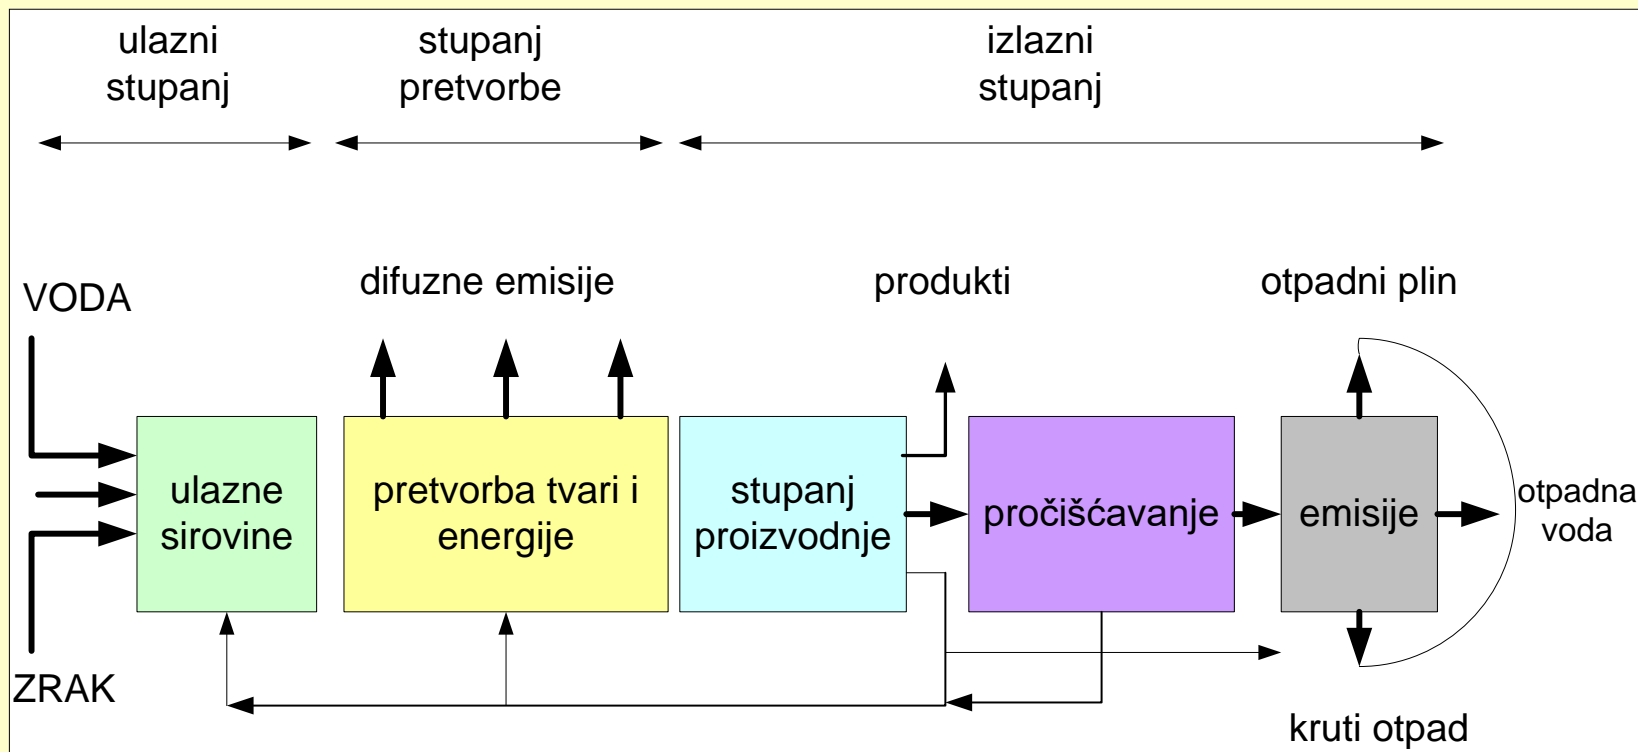 ulazni
stupanj
stupanj
pretvorbe
izlazni
stupanj
VODA
difuzne emisije
produkti
otpadni plin
ulazne
sirovine
pretvorba tvari i
energije
stupanj
proizvodnje
pročišćavanje
emisije
otpadna
voda
ZRAK
kruti otpad